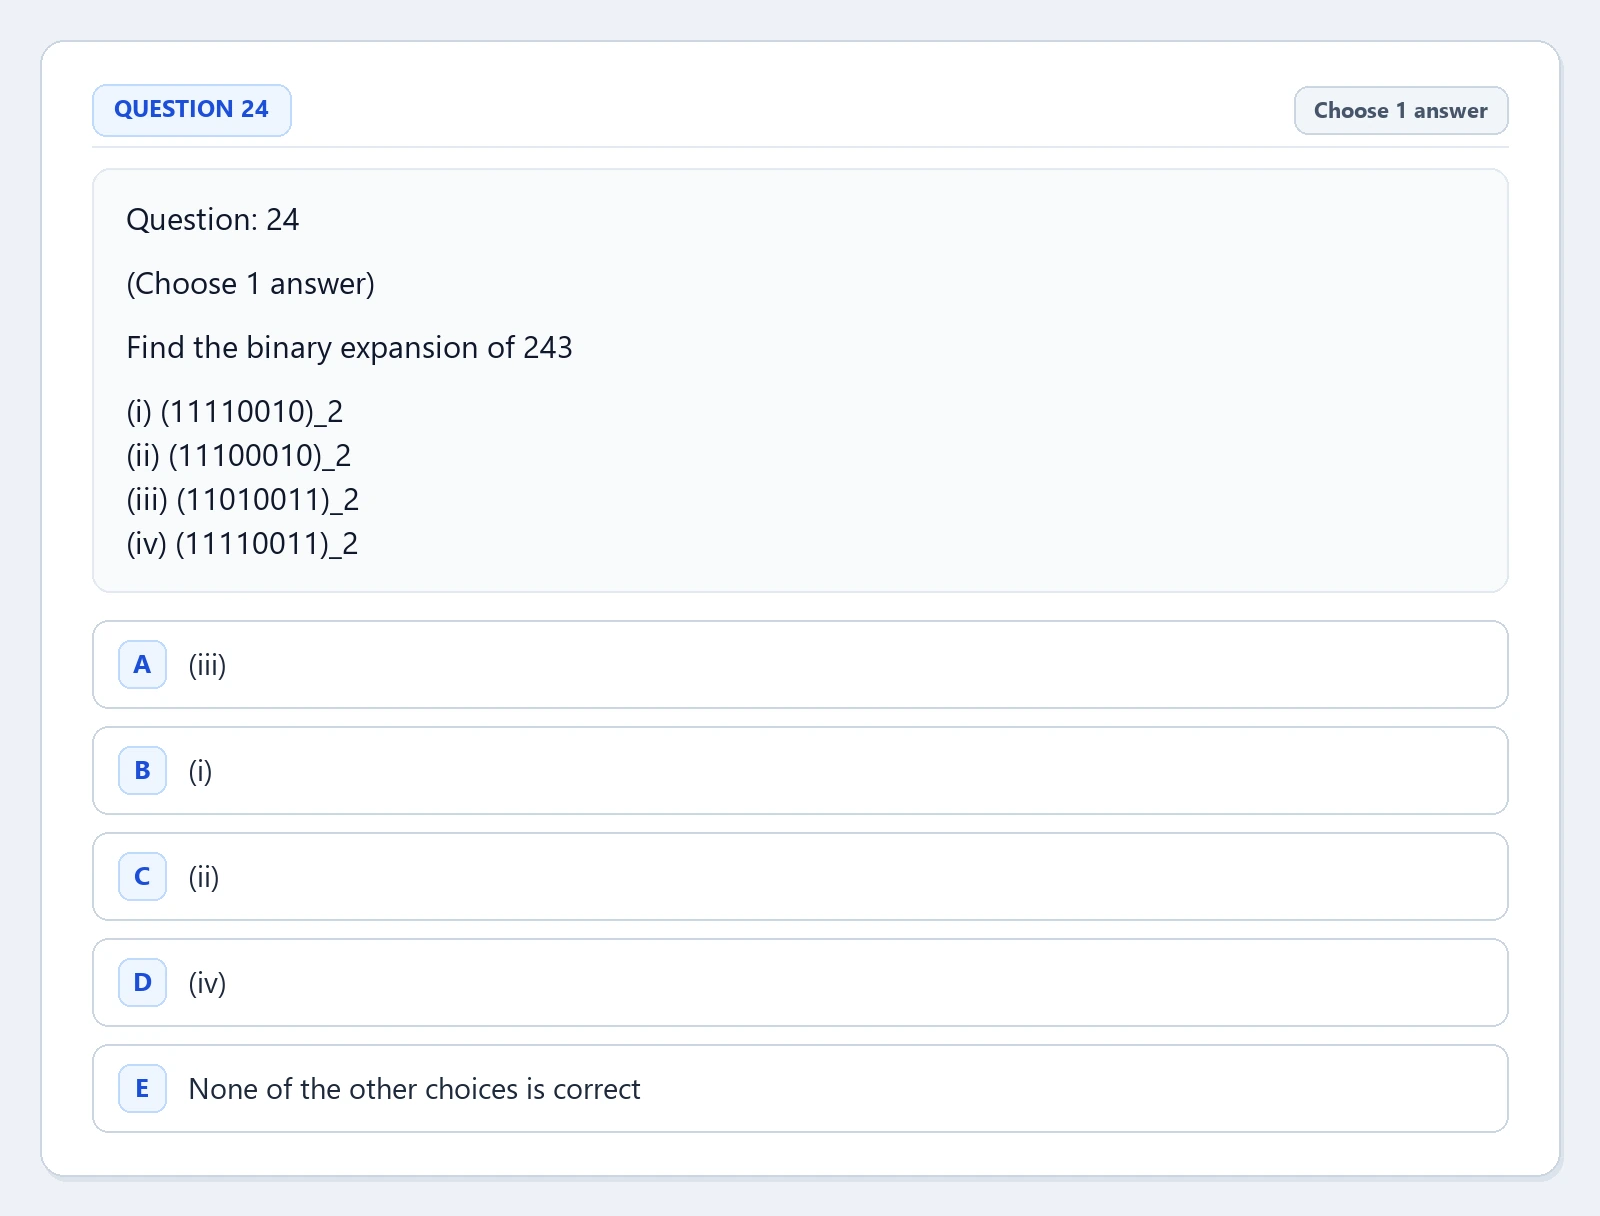 QUESTION 24
Choose 1 answer
Question: 24
(Choose 1 answer)
Find the binary expansion of 243
(i) (11110010)_2
(ii) (11100010)_2
(iii) (11010011)_2
(iv) (11110011)_2
A (iii)
B (i)
C (ii)
D (iv)
E None of the other choices is correct